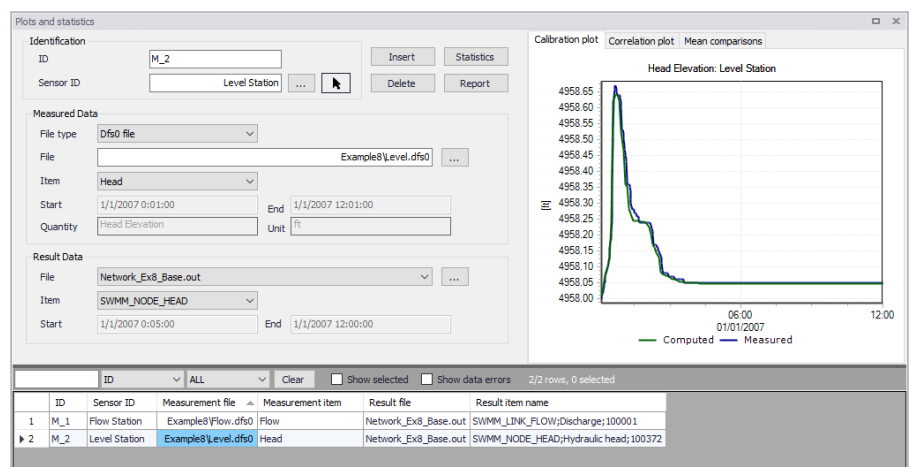 Plots and statistics
Identification
ID M_2 Insert Statistics
Sensor ID Level Station ... Delete Report
Measured Data
File type Dfs0 file
File Example8\Level.dfs0 ...
Item Head
Start 1/1/2007 0:01:00 End 1/1/2007 12:01:00
Quantity Head Elevation Unit ft
Result Data
File Network_Ex8_Base.out ...
Item SWMM_NODE_HEAD
Start 1/1/2007 0:05:00 End 1/1/2007 12:00:00
Calibration plot Correlation plot Mean comparisons
Head Elevation: Level Station
4958.65
4958.60
4958.55
4958.50
4958.45
4958.40
4958.35
4958.30
4958.25
4958.20
4958.15
4958.10
4958.05
4958.00
[ft]
06:00 12:00
01/01/2007
Computed Measured
ID ALL Clear Show selected Show data errors 2/2 rows, 0 selected
ID Sensor ID Measurement file Measurement item Result file Result item name
1 M_1 Flow Station Example8\Flow.dfs0 Flow Network_Ex8_Base.out SWMM_LINK_FLOW;Discharge;100001
2 M_2 Level Station Example8\Level.dfs0 Head Network_Ex8_Base.out SWMM_NODE_HEAD;Hydraulic head;100372